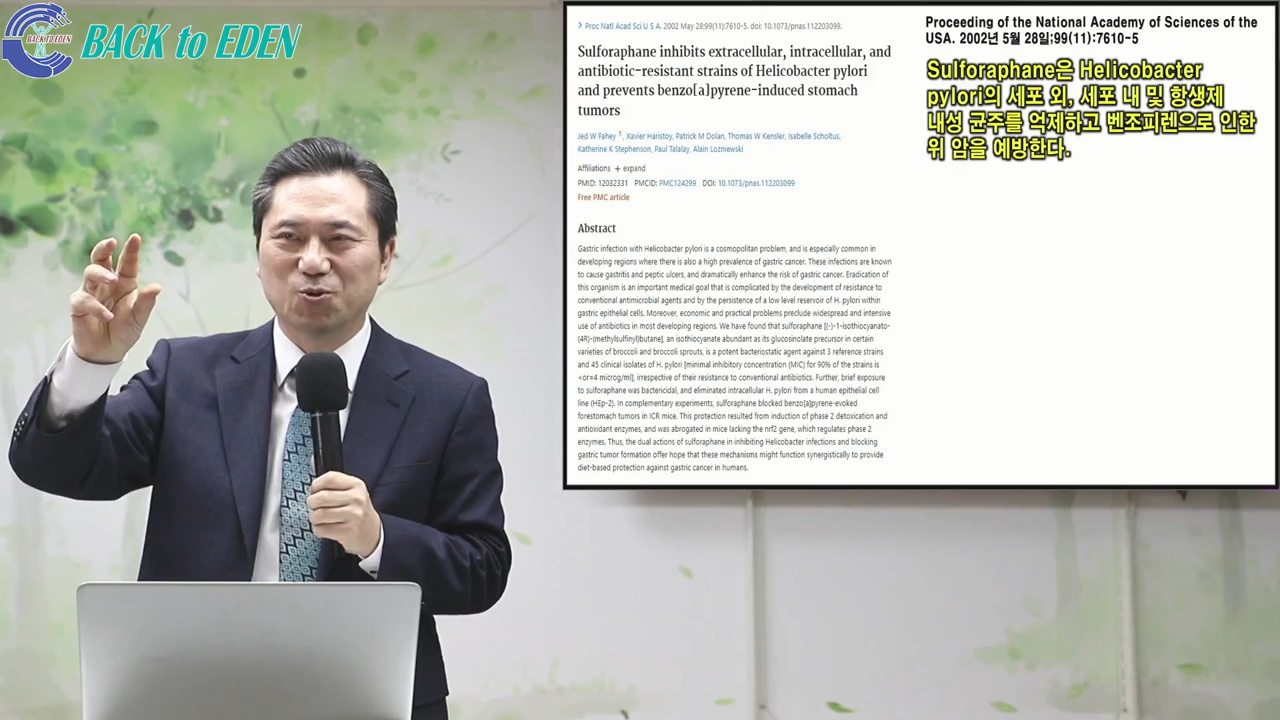 BACK to EDEN
BACK to EDEN
Proc Natl Acad Sci U S A. 2002 May 28;99(11):7610-5. doi: 10.1073/pnas.112203099.
Sulforaphane inhibits extracellular, intracellular, and
antibiotic-resistant strains of Helicobacter pylori
and prevents benzo[a]pyrene-induced stomach
tumors
Jed W Fahey 1, Xavier Haristoy, Patrick M Dolan, Thomas W Kensler, Isabelle Scholtus,
Katherine K Stephenson, Paul Talalay, Alain Lozniewski
Affiliations + expand
PMID: 12032331 PMCID: PMC124299 DOI: 10.1073/pnas.112203099
Free PMC article
Abstract
Gastric infection with Helicobacter pylori is a cosmopolitan problem, and is especially common in
developing regions where there is also a high prevalence of gastric cancer. These infections are known
to cause gastritis and peptic ulcers, and dramatically enhance the risk of gastric cancer. Eradication of
this organism is an important medical goal that is complicated by the development of resistance to
conventional antimicrobial agents and by the persistence of a low level reservoir of H. pylori within
gastric epithelial cells. Moreover, economic and practical problems preclude widespread and intensive
use of antibiotics in most developing regions. We have found that sulforaphane [(-)-1-isothiocyanato-
(4R)-(methylsulfinyl)butane], an isothiocyanate abundant as its glucosinolate precursor in certain
varieties of broccoli and broccoli sprouts, is a potent bacteriostatic agent against 3 reference strains
and 45 clinical isolates of H. pylori [minimal inhibitory concentration (MIC) for 90% of the strains is
<or=4 microg/ml], irrespective of their resistance to conventional antibiotics. Further, brief exposure
to sulforaphane was bactericidal, and eliminated intracellular H. pylori from a human epithelial cell
line (HEp-2). In complementary experiments, sulforaphane blocked benzo[a]pyrene-evoked
forestomach tumors in ICR mice. This protection resulted from induction of phase 2 detoxication and
antioxidant enzymes, and was abrogated in mice lacking the nrf2 gene, which regulates phase 2
enzymes. Thus, the dual actions of sulforaphane in inhibiting Helicobacter infections and blocking
gastric tumor formation offer hope that these mechanisms might function synergistically to provide
diet-based protection against gastric cancer in humans.
Proceeding of the National Academy of Sciences of the
USA. 2002년 5월 28일;99(11):7610-5
Sulforaphane은 Helicobacter
pylori의 세포 외, 세포 내 및 항생제
내성 균주를 억제하고 벤조피렌으로 인한
위 암을 예방한다.